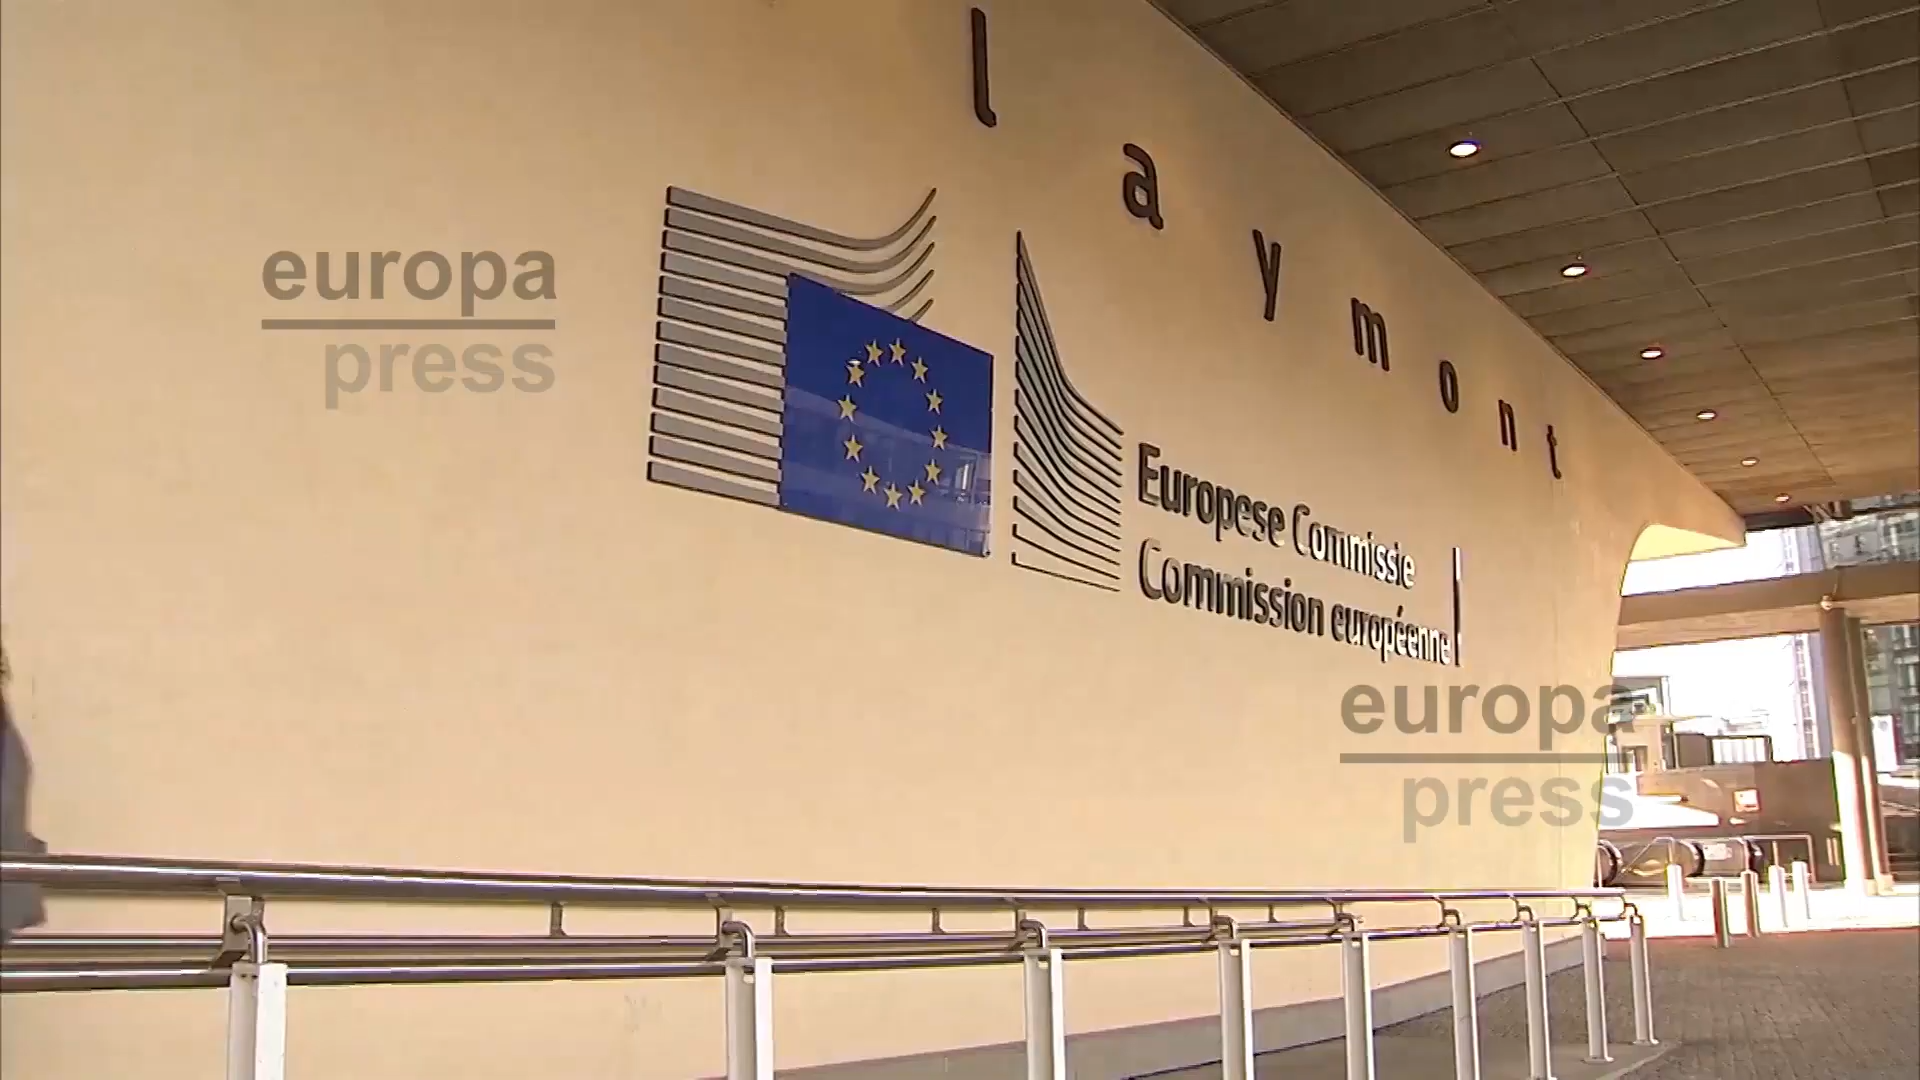 laymont
europa
press
Europese Commissie
Commission européenne
europa
press